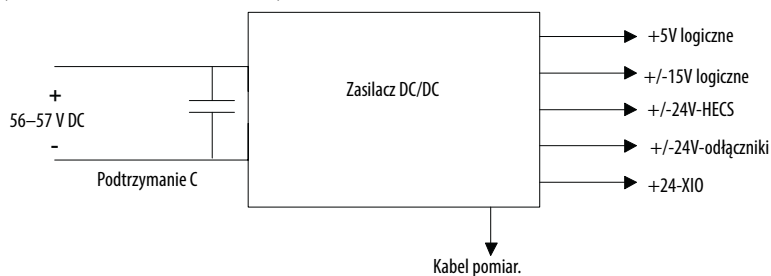 +5V logiczne
+/-15V logiczne
Zasilacz DC/DC
+
56–57 V DC
-
+/-24V-HECS
+/-24V-odłączniki
Podtrzymanie C
+24-XIO
Kabel pomiar.